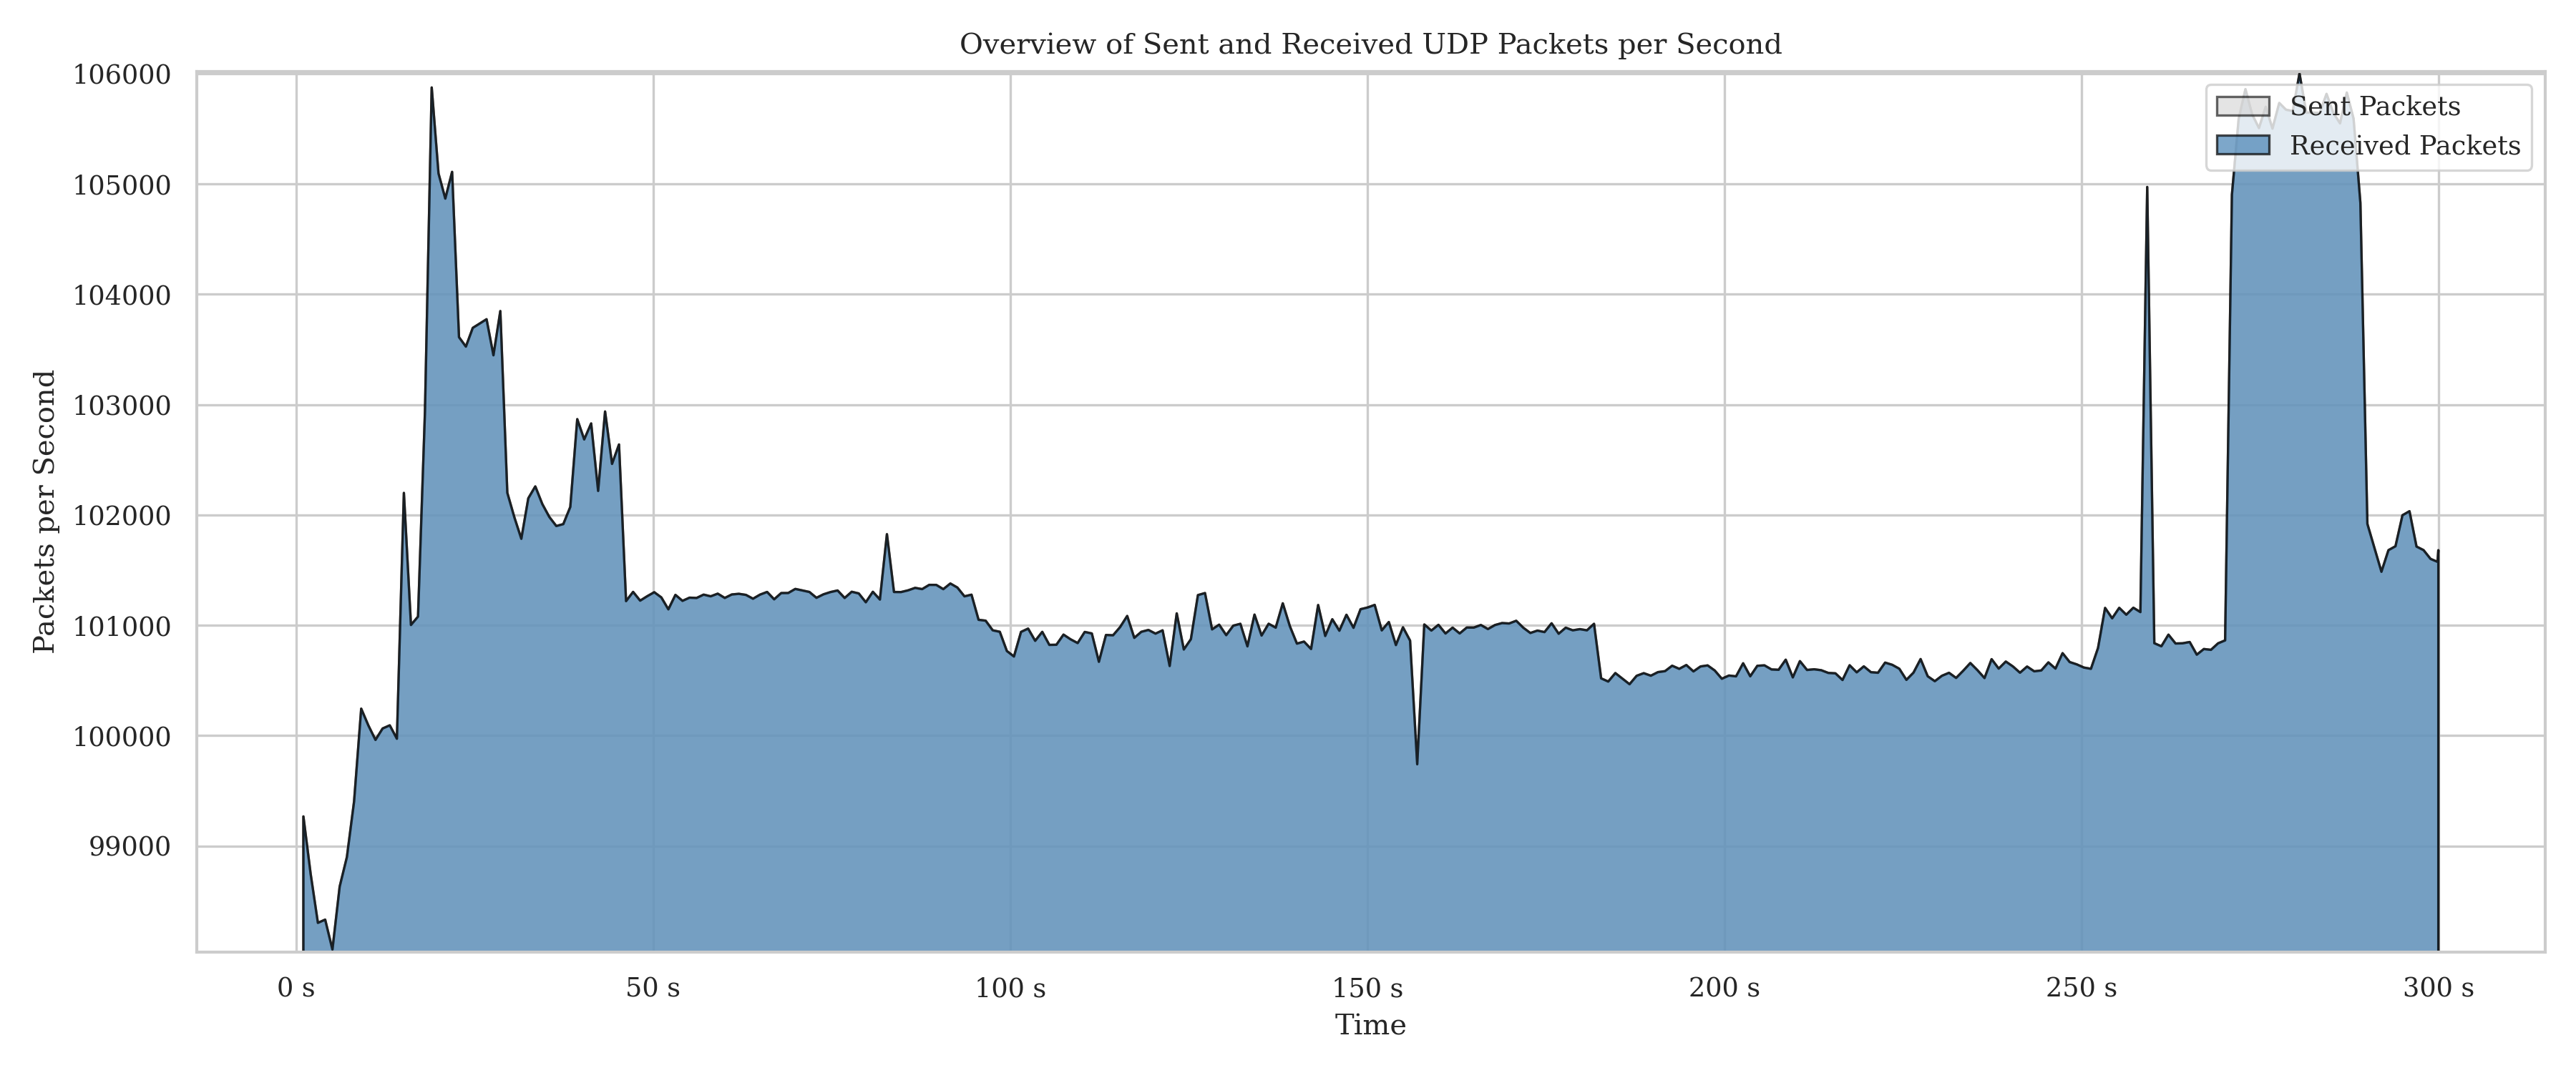 Overview of Sent and Received UDP Packets per Second
106000
105000
104000
103000
102000
101000
100000
99000
Packets per Second
Sent Packets
Received Packets
0 s
50 s
100 s
150 s
200 s
250 s
300 s
Time